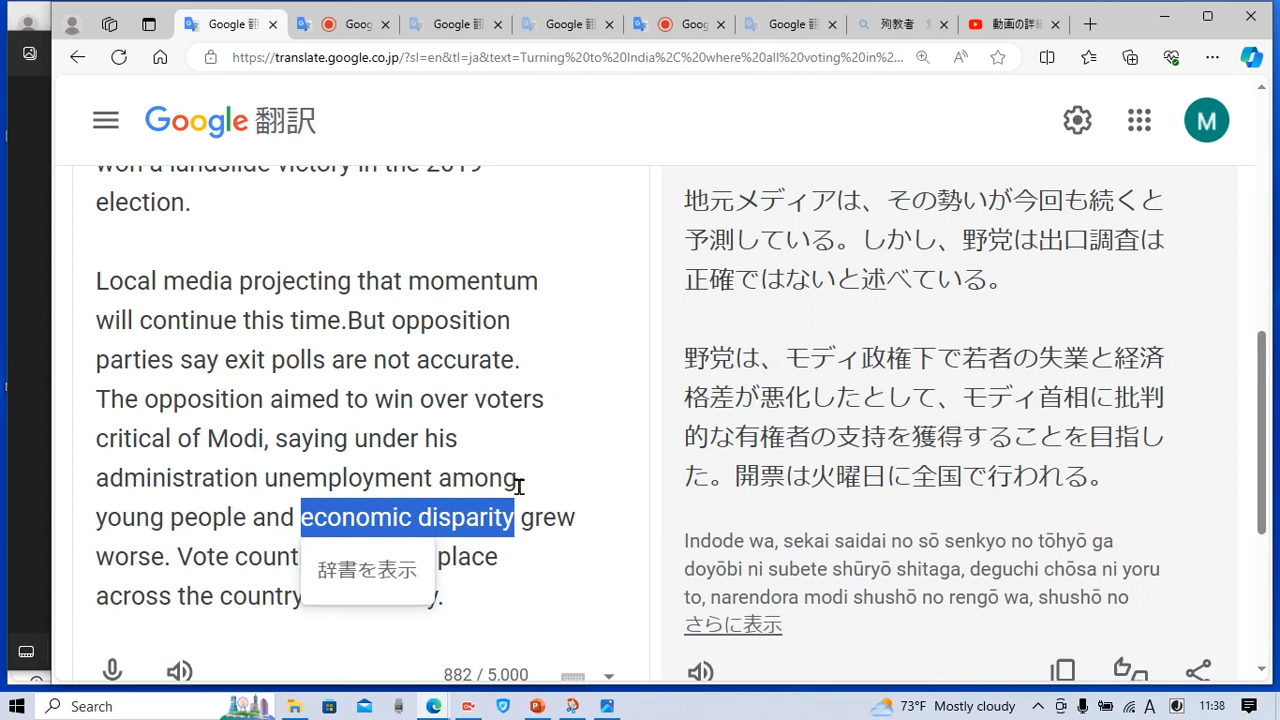 Google 翻
Goog
Google 翻
Google 翻
Goog
Google 翻
動画の詳細
https://translate.google.co.jp/?sl=en&tl=ja&text=Turning%20to%20India%2C%20where%20all%20voting%20in%2...
Google 翻訳
M
won a landslide victory in the 2019
election.
Local media projecting that momentum
will continue this time.But opposition
parties say exit polls are not accurate.
The opposition aimed to win over voters
critical of Modi, saying under his
administration unemployment among
young people and economic disparity grew
worse. Vote count place
across the country y.
辞書を表示
882 / 5,000
地元メディアは、その勢いが今回も続くと
予測している。しかし、野党は出口調査は
正確ではないと述べている。
野党は、モディ政権下で若者の失業と経済
格差が悪化したとして、モディ首相に批判
的な有権者の支持を獲得することを目指し
た。開票は火曜日に全国で行われる。
Indode wa, sekai saidai no sō senkyo no tōhyō ga
doyōbi ni subete shūryō shitaga, deguchi chōsa ni yoru
to, narendora modi shushō no rengō wa, shushō no
さらに表示
Search
73°F Mostly cloudy
A
11:38